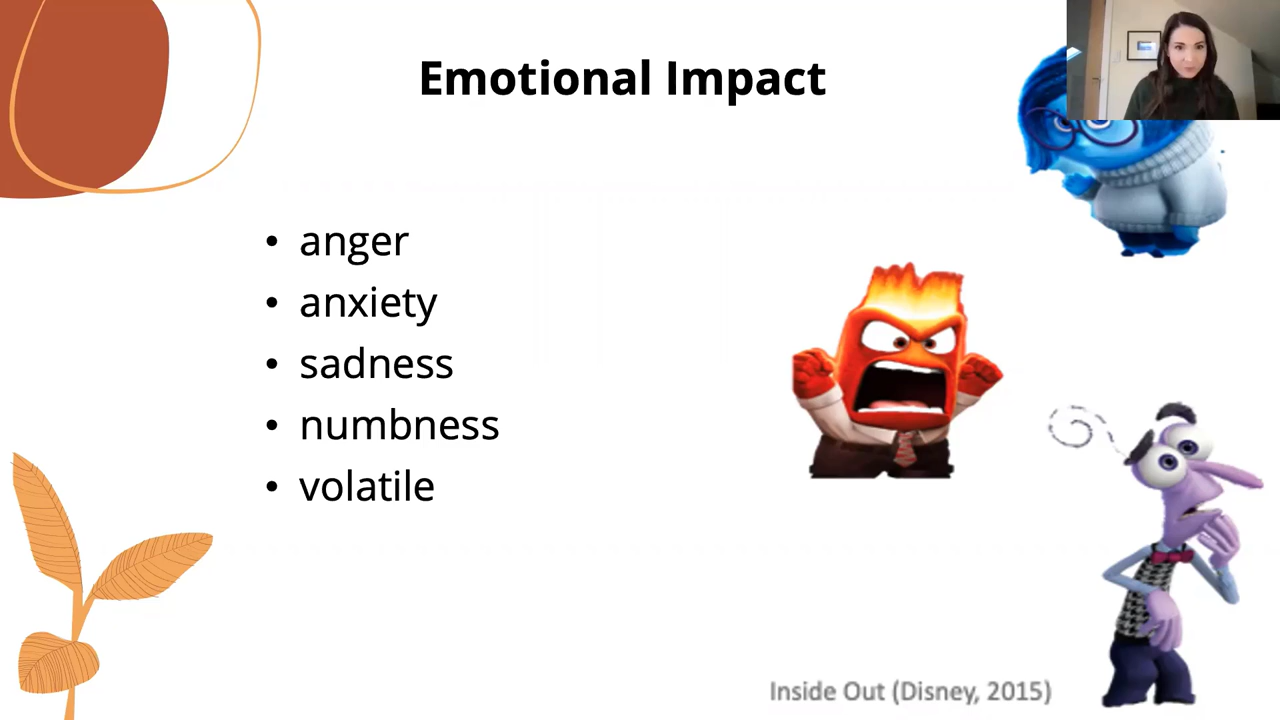 Emotional Impact
• anger
• anxiety
• sadness
• numbness
• volatile
Inside Out (Disney, 2015)